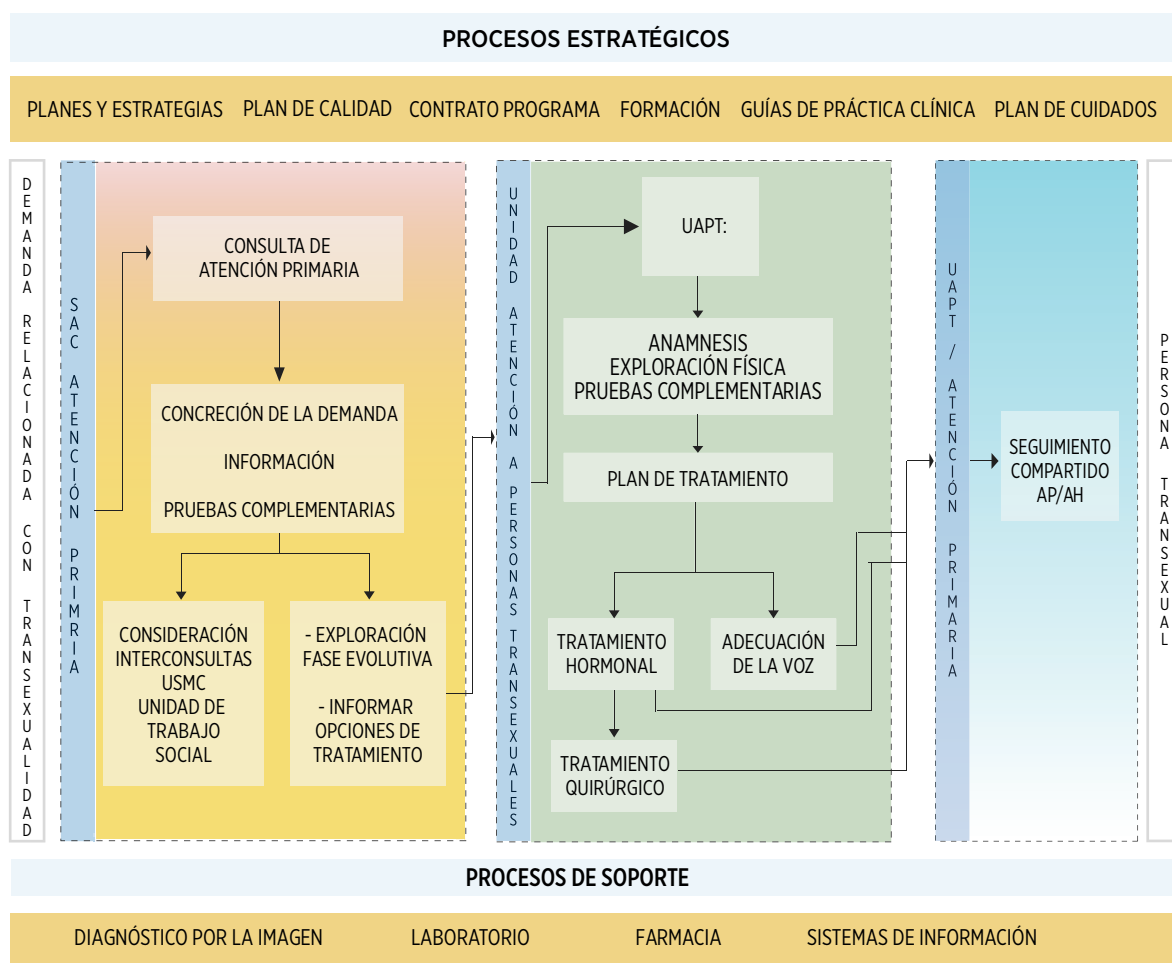 PROCESOS ESTRATÉGICOS
PLANES Y ESTRATEGIAS PLAN DE CALIDAD CONTRATO PROGRAMA FORMACIÓN GUÍAS DE PRÁCTICA CLÍNICA PLAN DE CUIDADOS
DEMANDA RELACIONADA CON TRANSEXUALIDAD
SAC ATENCIÓN PRIMRIA
CONSULTA DE
ATENCIÓN PRIMARIA
CONCRECIÓN DE LA DEMANDA
INFORMACIÓN
PRUEBAS COMPLEMENTARIAS
CONSIDERACIÓN
INTERCONSULTAS
USMC
UNIDAD DE
TRABAJO
SOCIAL
- EXPLORACIÓN
FASE EVOLUTIVA
- INFORMAR
OPCIONES DE
TRATAMIENTO
UNIDAD ATENCIÓN A PERSONAS TRANSEXUALES
UAPT:
ANAMNESIS
EXPLORACIÓN FÍSICA
PRUEBAS COMPLEMENTARIAS
PLAN DE TRATAMIENTO
TRATAMIENTO
HORMONAL
ADECUACIÓN
DE LA VOZ
TRATAMIENTO
QUIRÚRGICO
UAPT / ATENCIÓN PRIMARIA
SEGUIMIENTO
COMPARTIDO
AP/AH
PERSONA TRANSEXUAL
PROCESOS DE SOPORTE
DIAGNÓSTICO POR LA IMAGEN LABORATORIO FARMACIA SISTEMAS DE INFORMACIÓN